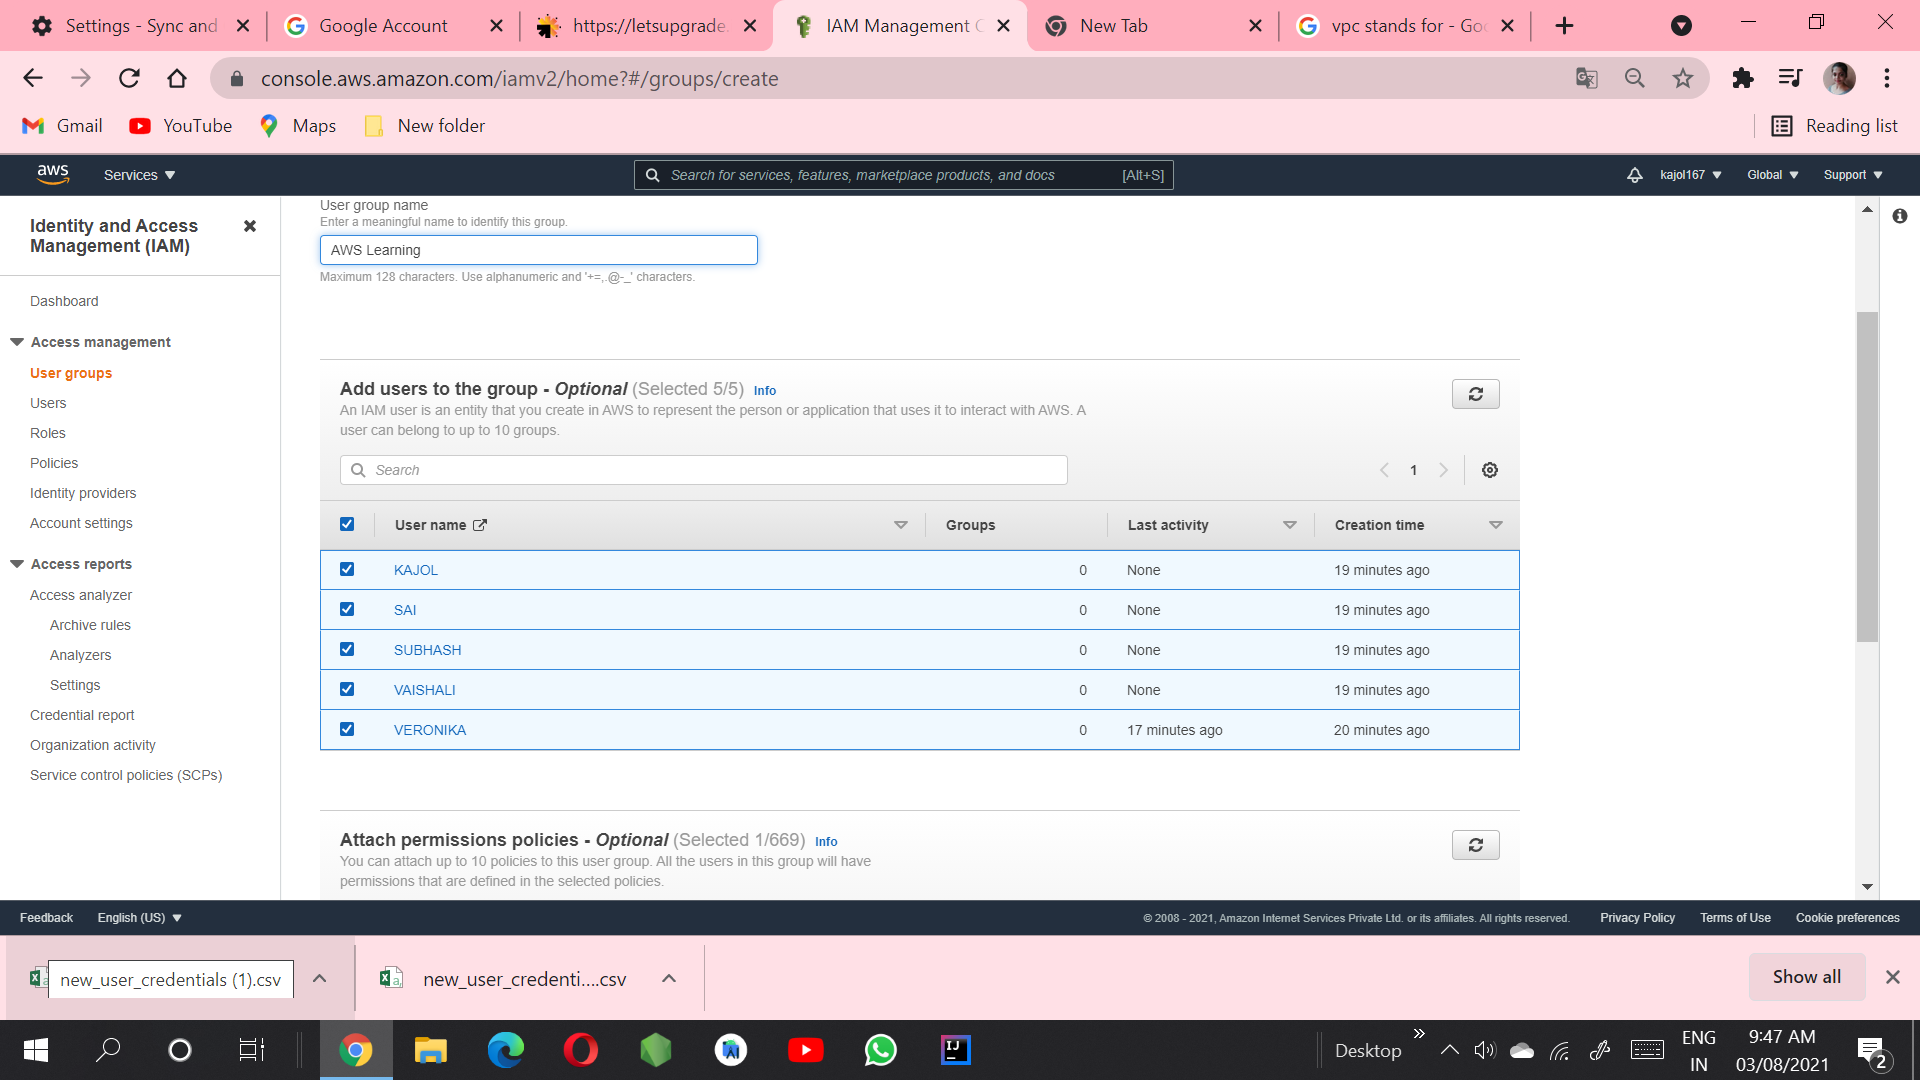 Settings - Sync and
Google Account
https://letsupgrade.
IAM Management C
New Tab
vpc stands for - Goo
console.aws.amazon.com/iamv2/home?#/groups/create
Gmail
YouTube
Maps
New folder
Reading list
aws
Services
Search for services, features, marketplace products, and docs
[Alt+S]
kajol167
Global
Support
Identity and Access
Management (IAM)
Dashboard
Access management
User groups
Users
Roles
Policies
Identity providers
Account settings
Access reports
Access analyzer
Archive rules
Analyzers
Settings
Credential report
Organization activity
Service control policies (SCPs)
User group name
Enter a meaningful name to identify this group.
AWS Learning
Maximum 128 characters. Use alphanumeric and '+=,.@-_' characters.
Add users to the group - Optional (Selected 5/5) Info
An IAM user is an entity that you create in AWS to represent the person or application that uses it to interact with AWS. A
user can belong to up to 10 groups.
Search
1
User name Groups Last activity Creation time
KAJOL 0 None 19 minutes ago
SAI 0 None 19 minutes ago
SUBHASH 0 None 19 minutes ago
VAISHALI 0 None 19 minutes ago
VERONIKA 0 17 minutes ago 20 minutes ago
Attach permissions policies - Optional (Selected 1/669) Info
You can attach up to 10 policies to this user group. All the users in this group will have
permissions that are defined in the selected policies.
Feedback
English (US)
© 2008 - 2021, Amazon Internet Services Private Ltd. or its affiliates. All rights reserved.
Privacy Policy
Terms of Use
Cookie preferences
new_user_credentials (1).csv
new_user_credenti....csv
Show all
Desktop
ENG
IN
9:47 AM
03/08/2021
2